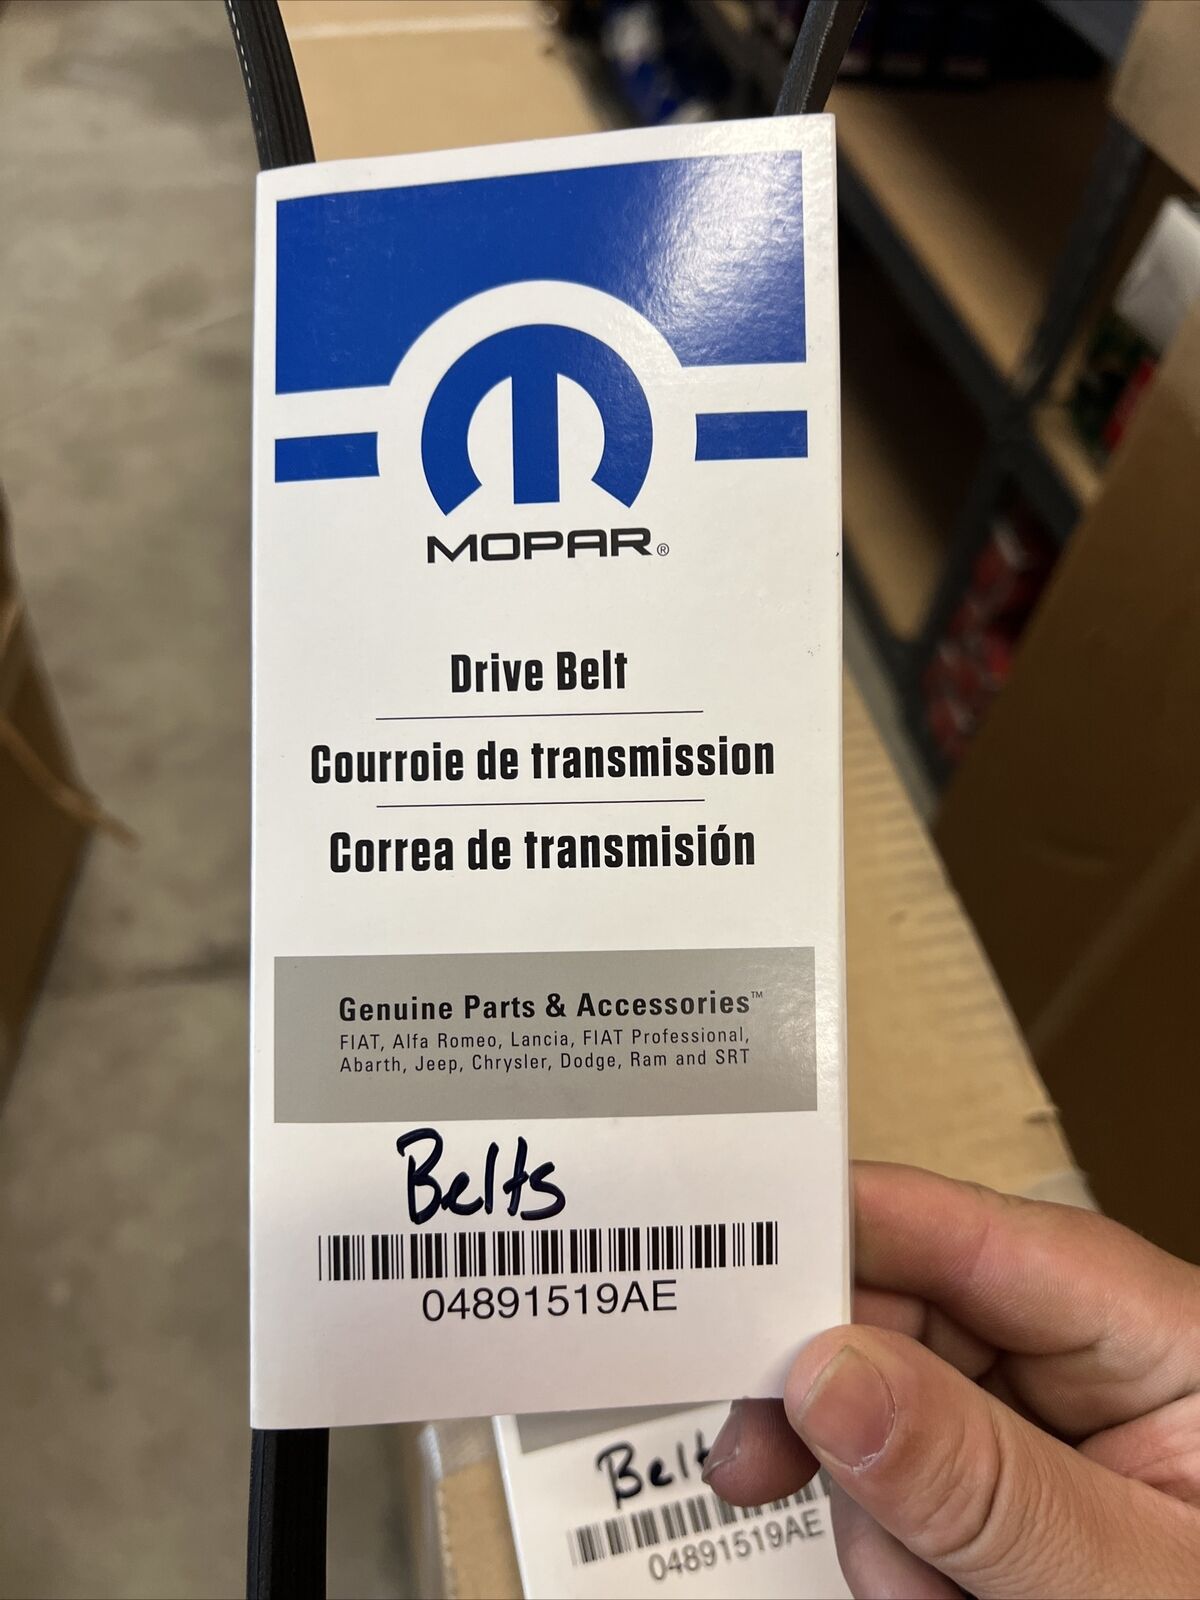 MOPAR®
Drive Belt
Courroie de transmission
Correa de transmisión
Genuine Parts & Accessories™
FIAT, Alfa Romeo, Lancia, FIAT Professional,
Abarth, Jeep, Chrysler, Dodge, Ram and SRT
Belts
04891519AE
Belt
04891519AE